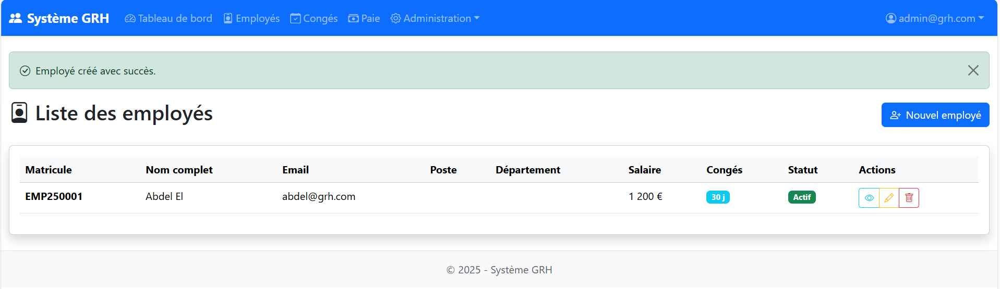 Système GRH Tableau de bord Employés Congés Paie Administration admin@grh.com
Employé créé avec succès.
Liste des employés
Nouvel employé
Matricule Nom complet Email Poste Département Salaire Congés Statut Actions
EMP250001 Abdel El abdel@grh.com 1 200 € 30 j Actif
© 2025 - Système GRH